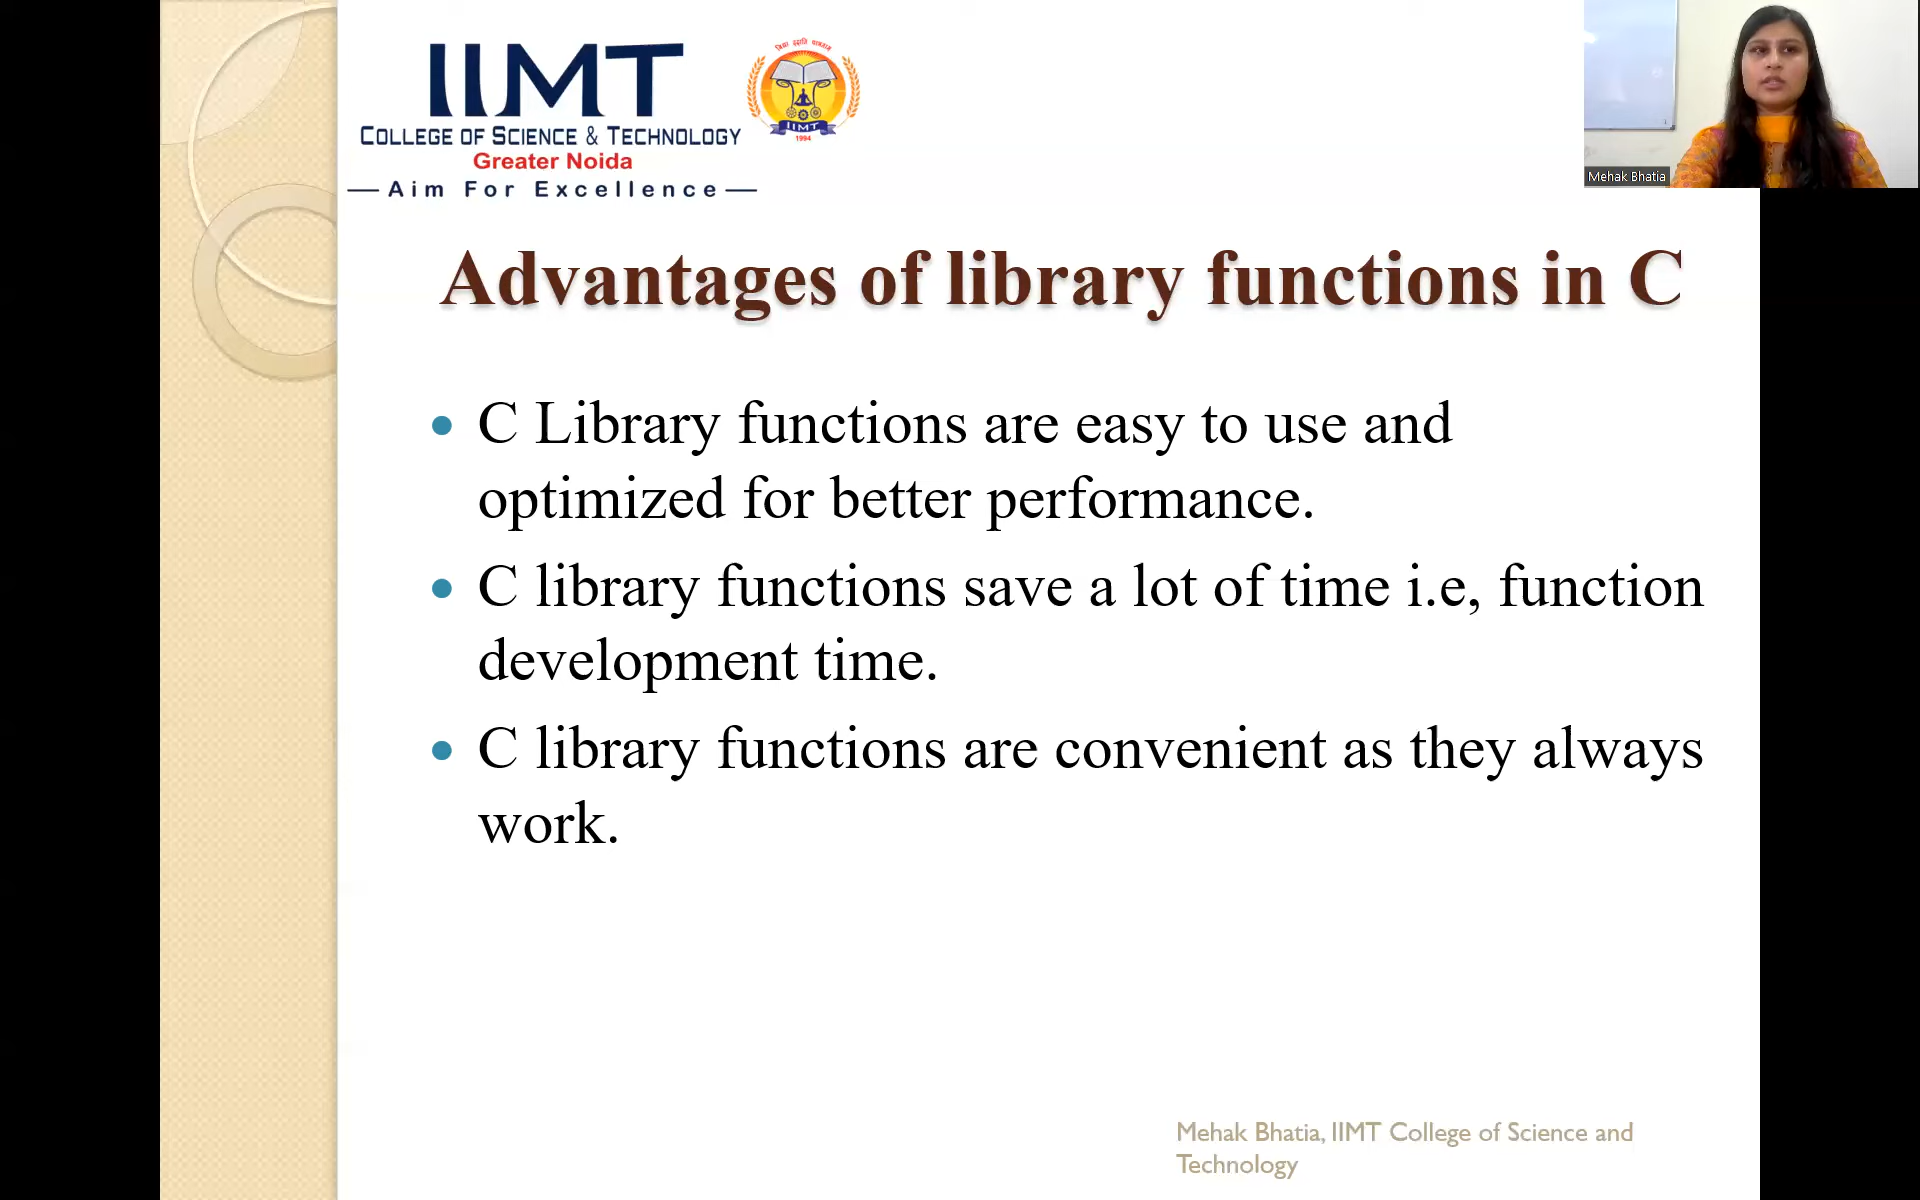 IIMT
COLLEGE OF SCIENCE & TECHNOLOGY
Greater Noida
Aim For Excellence
IIMT
1994
Mehak Bhatia
Advantages of library functions in C
C Library functions are easy to use and
optimized for better performance.
C library functions save a lot of time i.e, function
development time.
C library functions are convenient as they always
work.
Mehak Bhatia, IIMT College of Science and
Technology